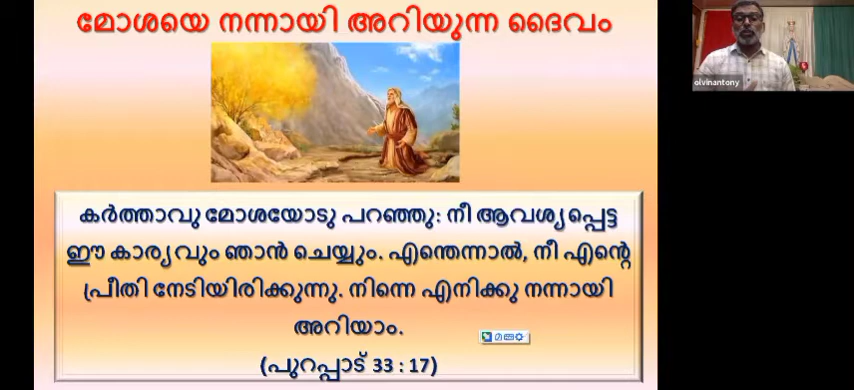 മോശയെ നന്നായി അറിയുന്ന ദൈവം
കർത്താവു മോശയോടു പറഞ്ഞു: നീ ആവശ്യപ്പെട്ട
ഈ കാര്യവും ഞാൻ ചെയ്യും. എന്തെന്നാൽ, നീ എന്റെ
പ്രീതി നേടിയിരിക്കുന്നു. നിന്നെ എനിക്കു നന്നായി
അറിയാം.
(പുറപ്പാട് 33 : 17)
olvinantony